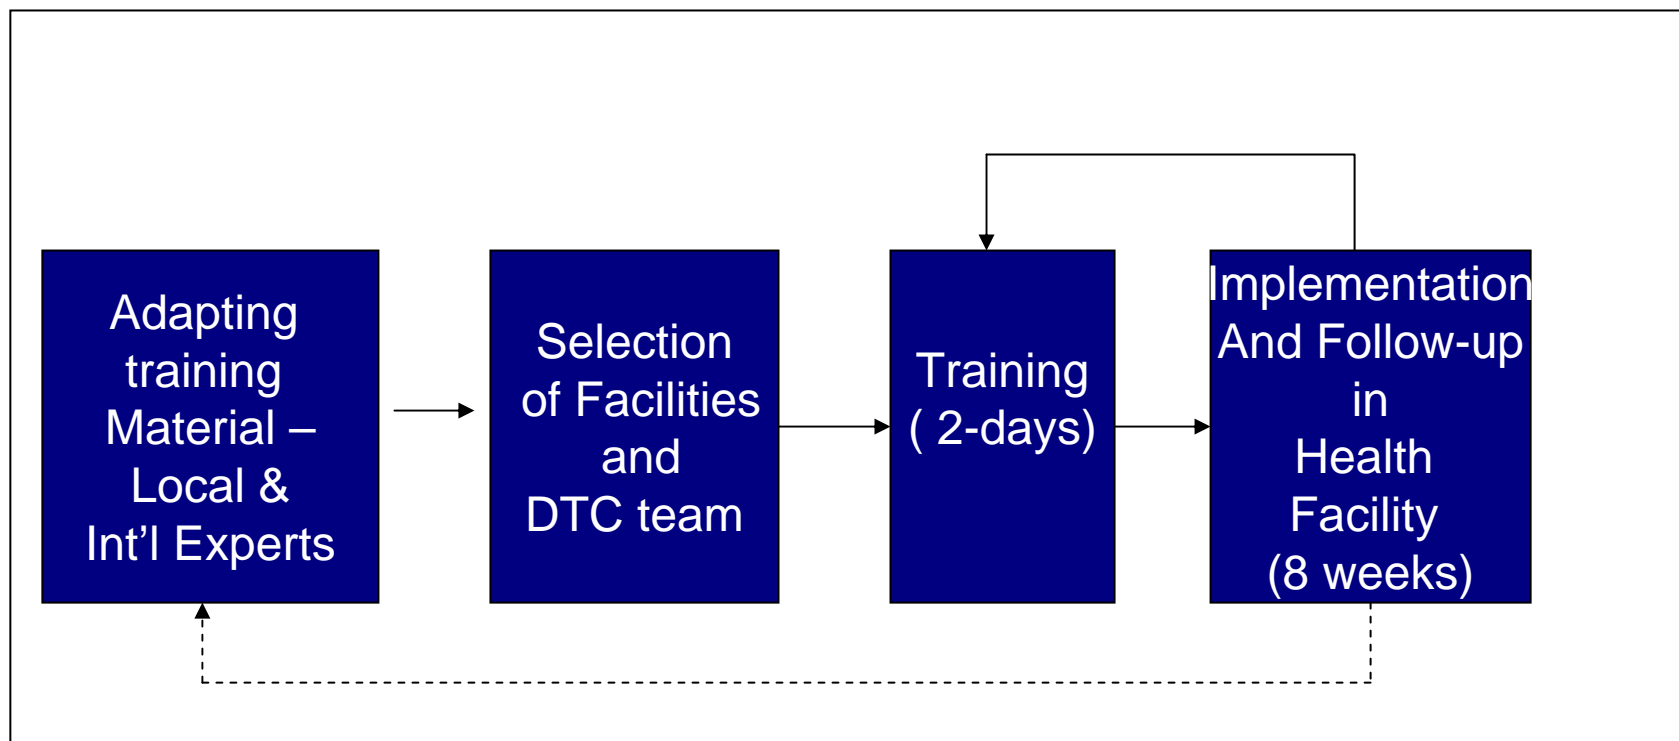 Adapting
training
Material –
Local &
Int’l Experts
Selection
of Facilities
and
DTC team
Training
( 2-days)
Implementation
And Follow-up
in
Health
Facility
(8 weeks)